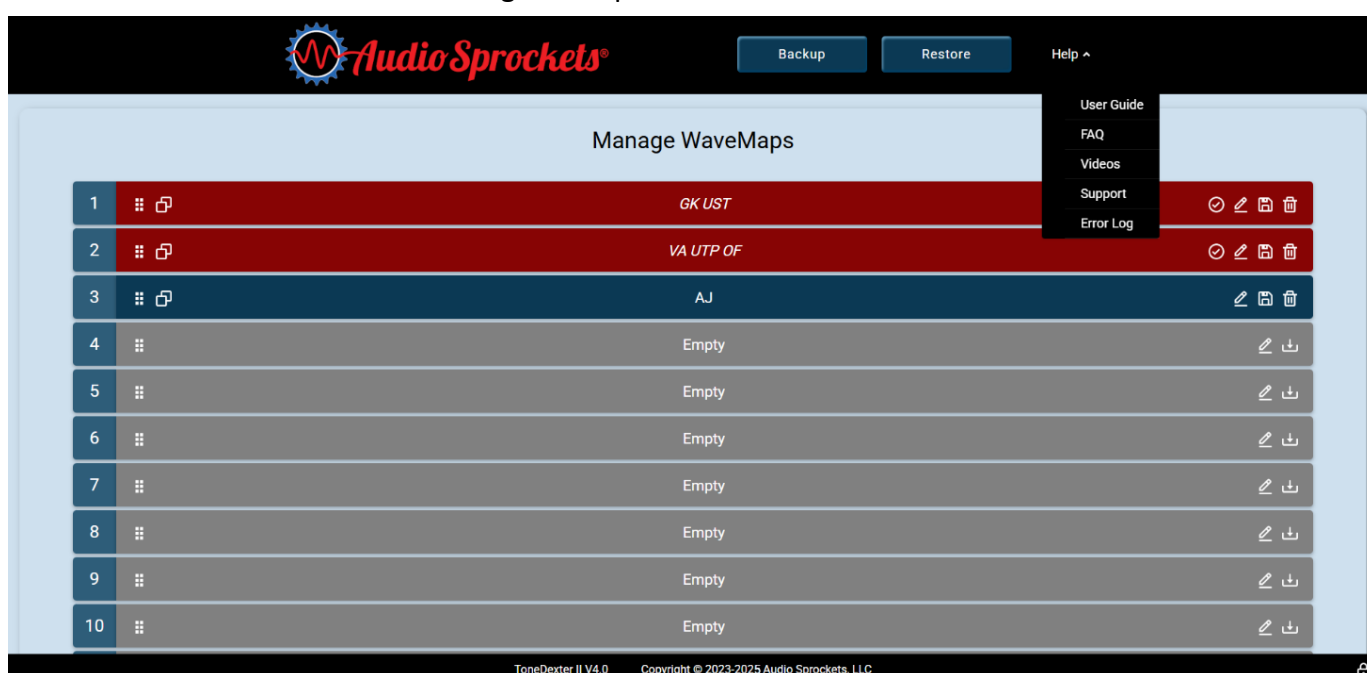 Audio Sprockets®
Backup
Restore
Help
User Guide
FAQ
Videos
Support
Error Log
Manage WaveMaps
1 GK UST
2 VA UTP OF
3 AJ
4 Empty
5 Empty
6 Empty
7 Empty
8 Empty
9 Empty
10 Empty
ToneDexter II V4.0 Copyright © 2023-2025 Audio Sprockets, LLC